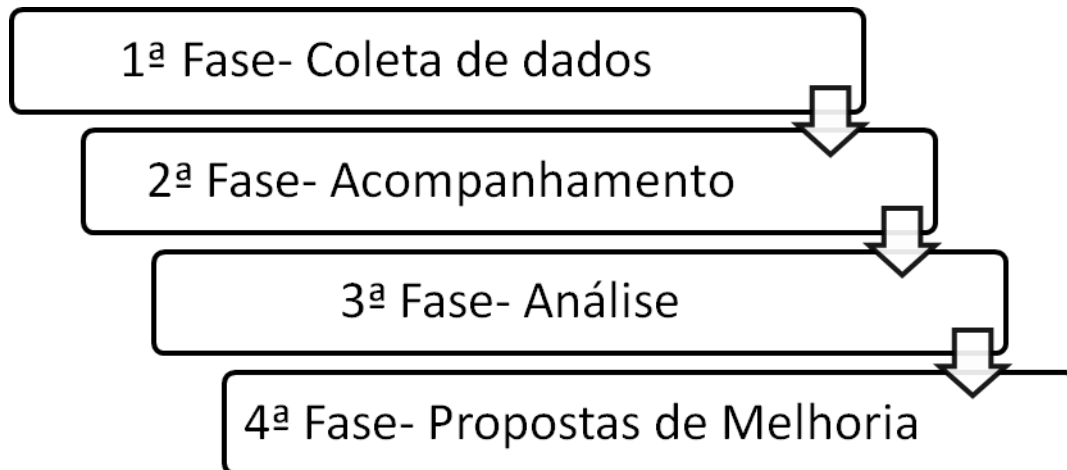 1ª Fase- Coleta de dados
2ª Fase- Acompanhamento
3ª Fase- Análise
4ª Fase- Propostas de Melhoria